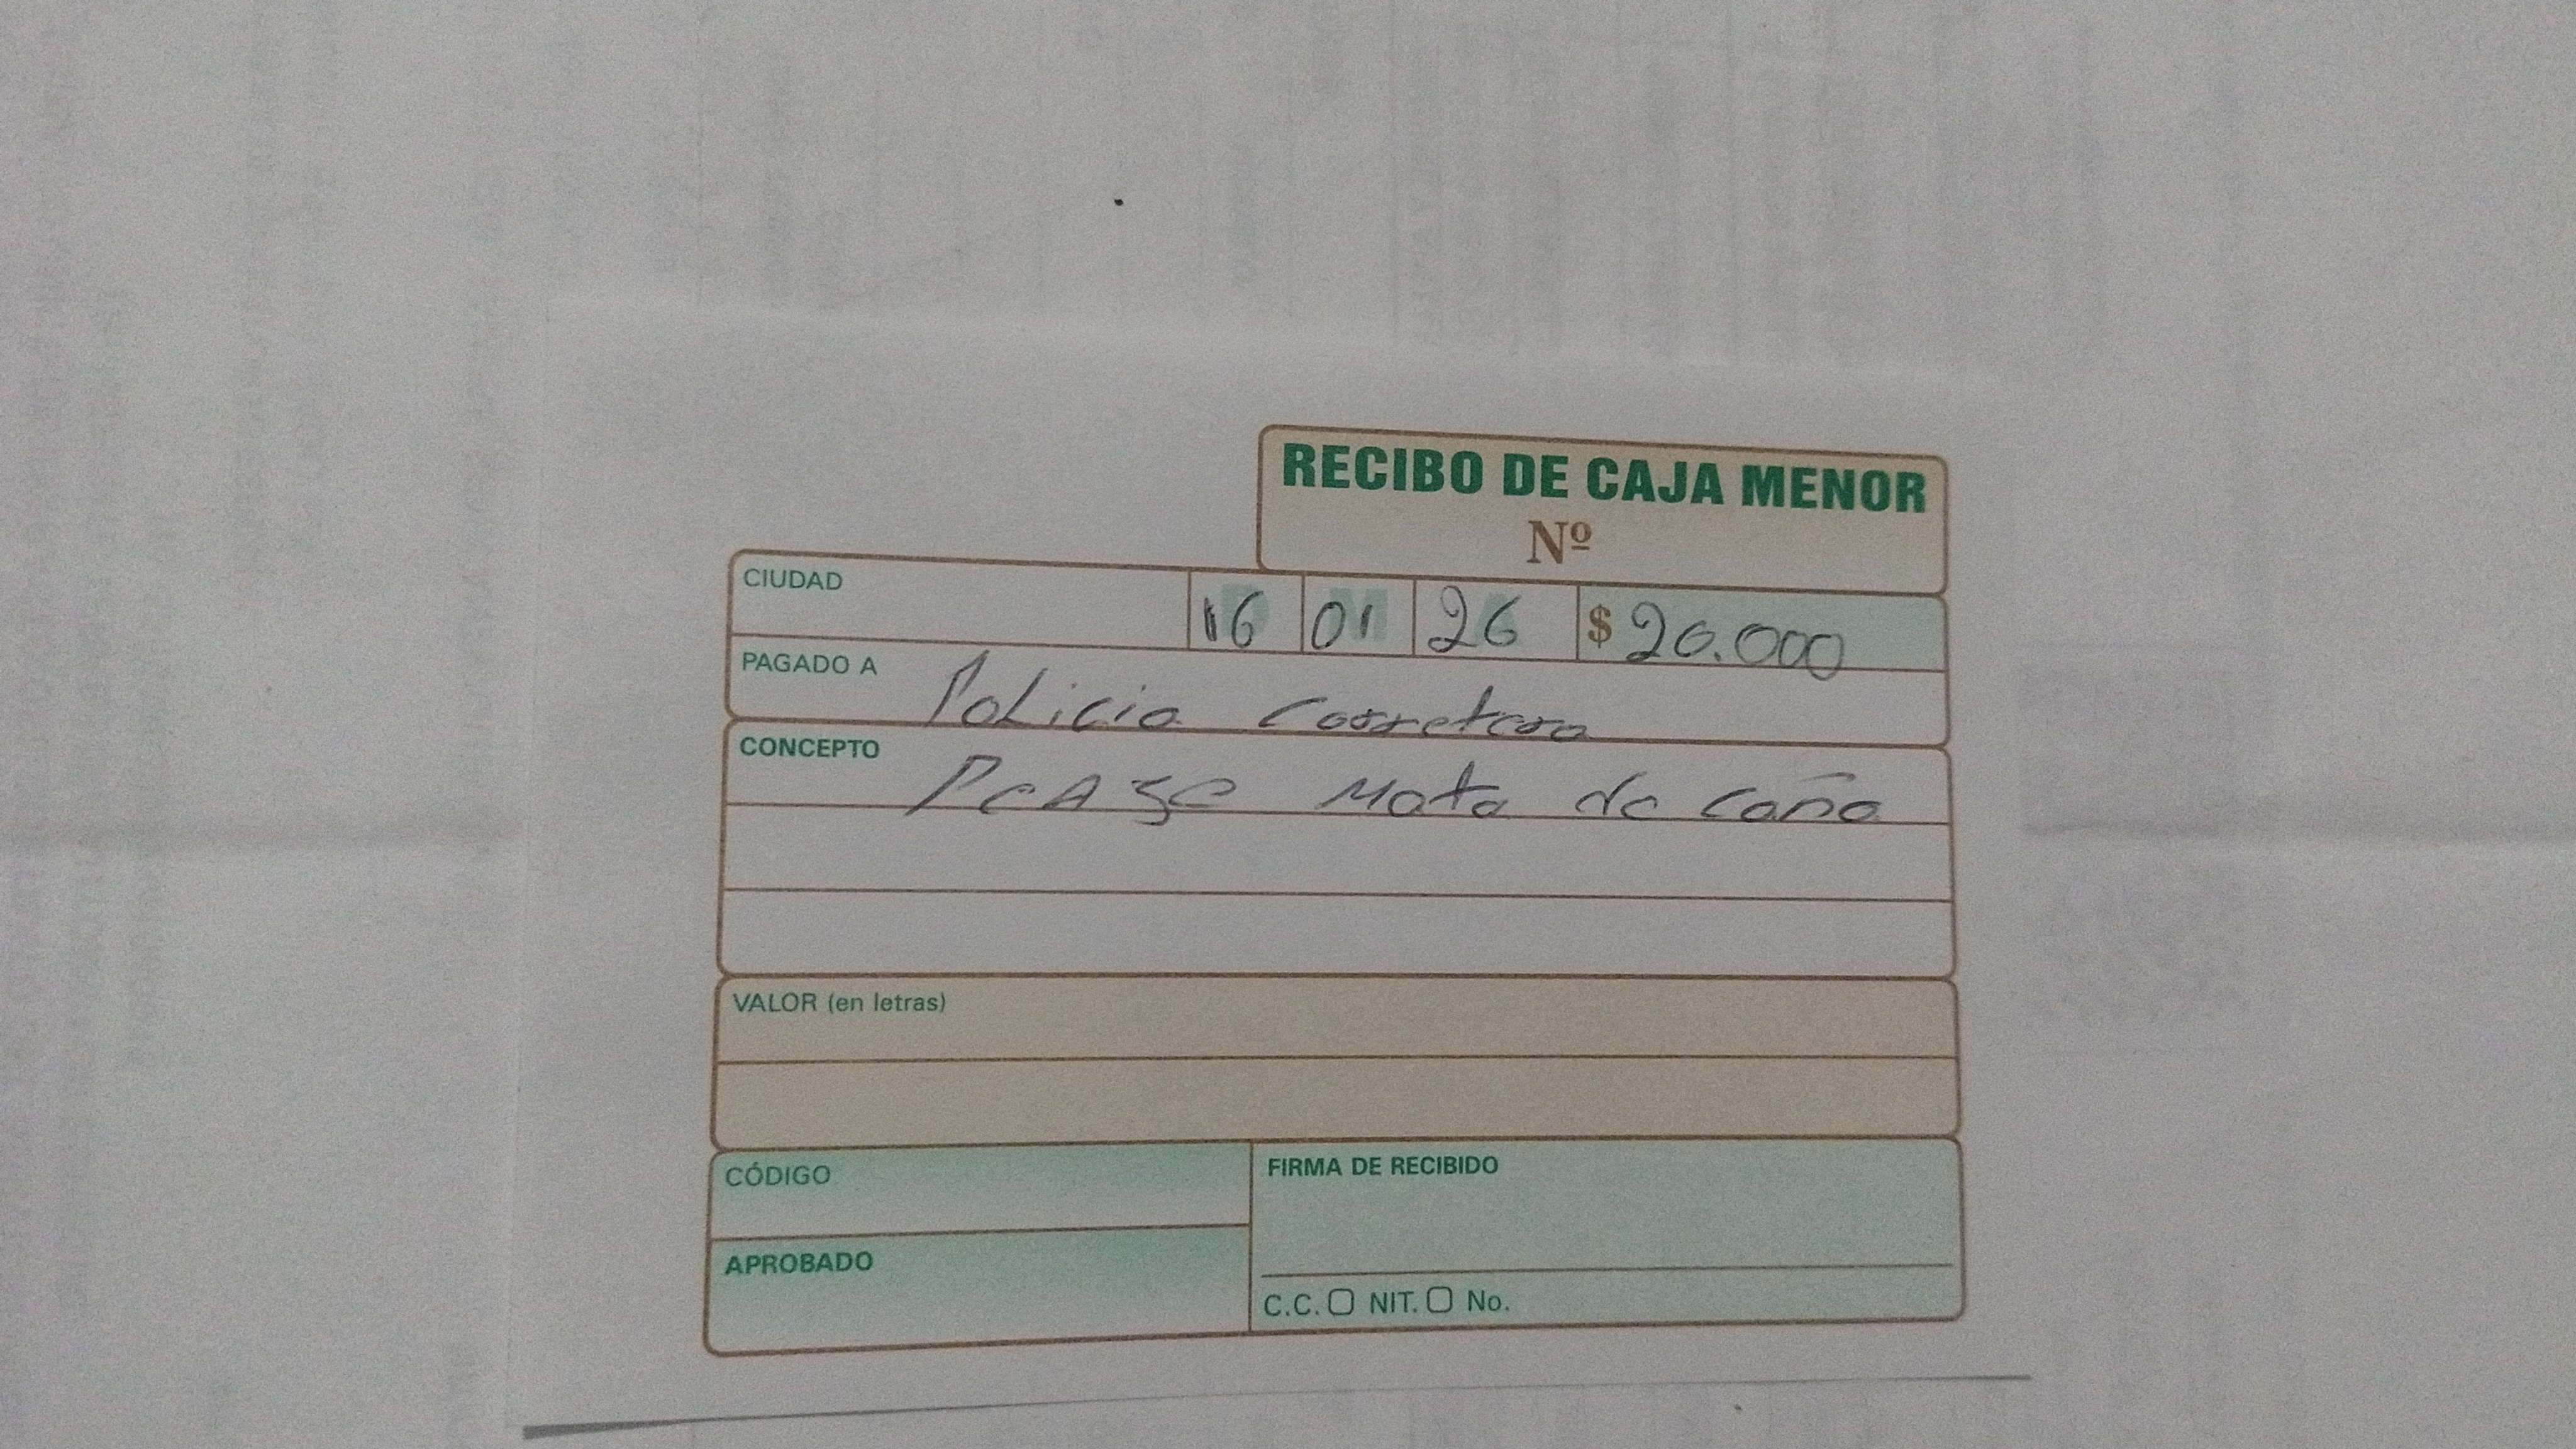 RECIBO DE CAJA MENOR
Nº
CIUDAD 16 01 26 $ 20.000
PAGADO A Policia Carretera
CONCEPTO PeAje Mata de Caña
VALOR (en letras)
CÓDIGO
FIRMA DE RECIBIDO
APROBADO
C.C. NIT. No.